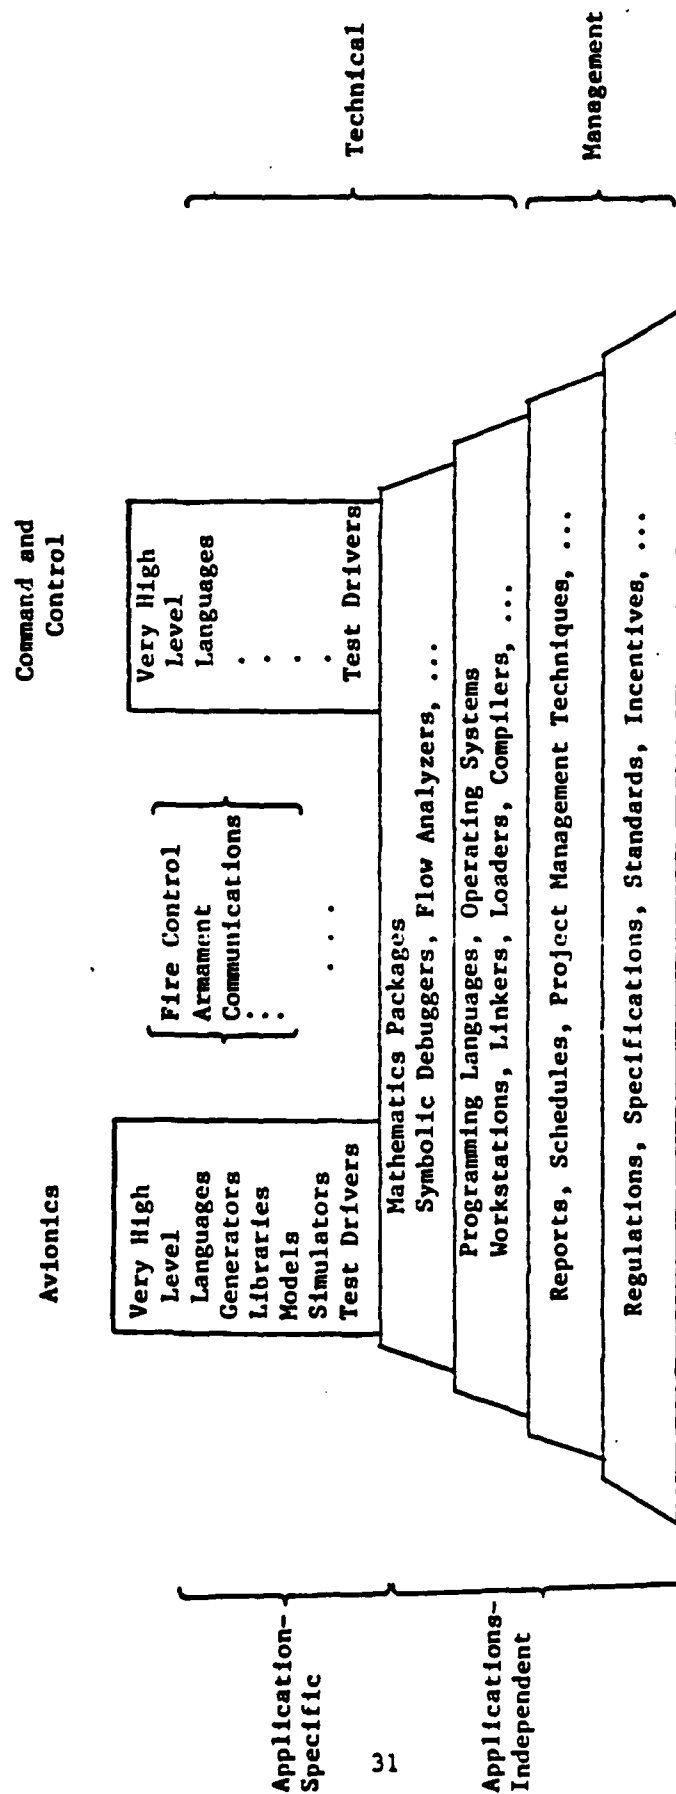 Avionics
Command and
Control
Very High
Level
Languages
Generators
Libraries
Models
Simulators
Test Drivers
Fire Control
Armament
Communications
:
. . .
Very High
Level
Languages
.
.
.
.
Test Drivers
Mathematics Packages
Symbolic Debuggers, Flow Analyzers, ...
Programming Languages, Operating Systems
Workstations, Linkers, Loaders, Compilers, ...
Reports, Schedules, Project Management Techniques, ...
Regulations, Specifications, Standards, Incentives, ...
Application-
Specific
Applications-
Independent
Technical
Management
31